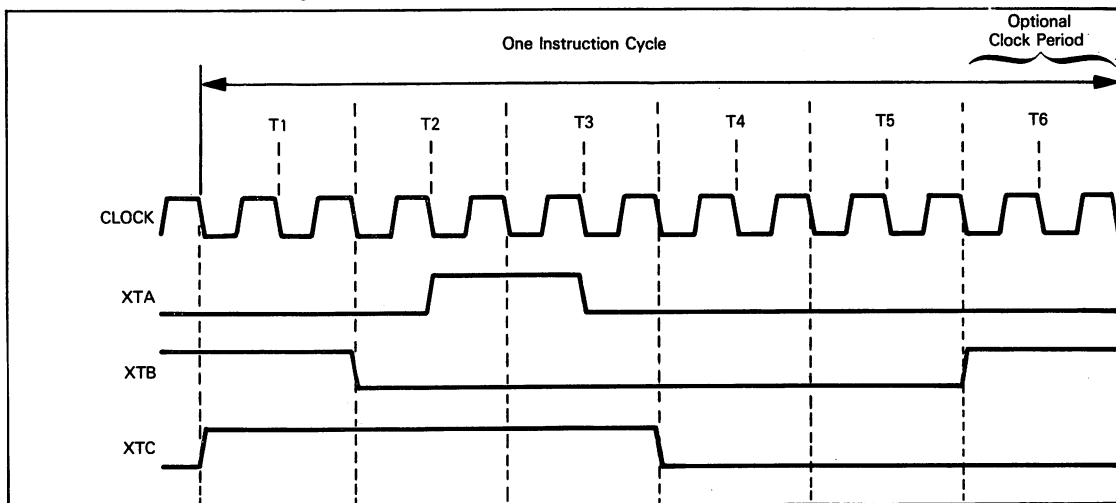 Optional
Clock Period
One Instruction Cycle
T1 T2 T3 T4 T5 T6
CLOCK
XTA
XTB
XTC